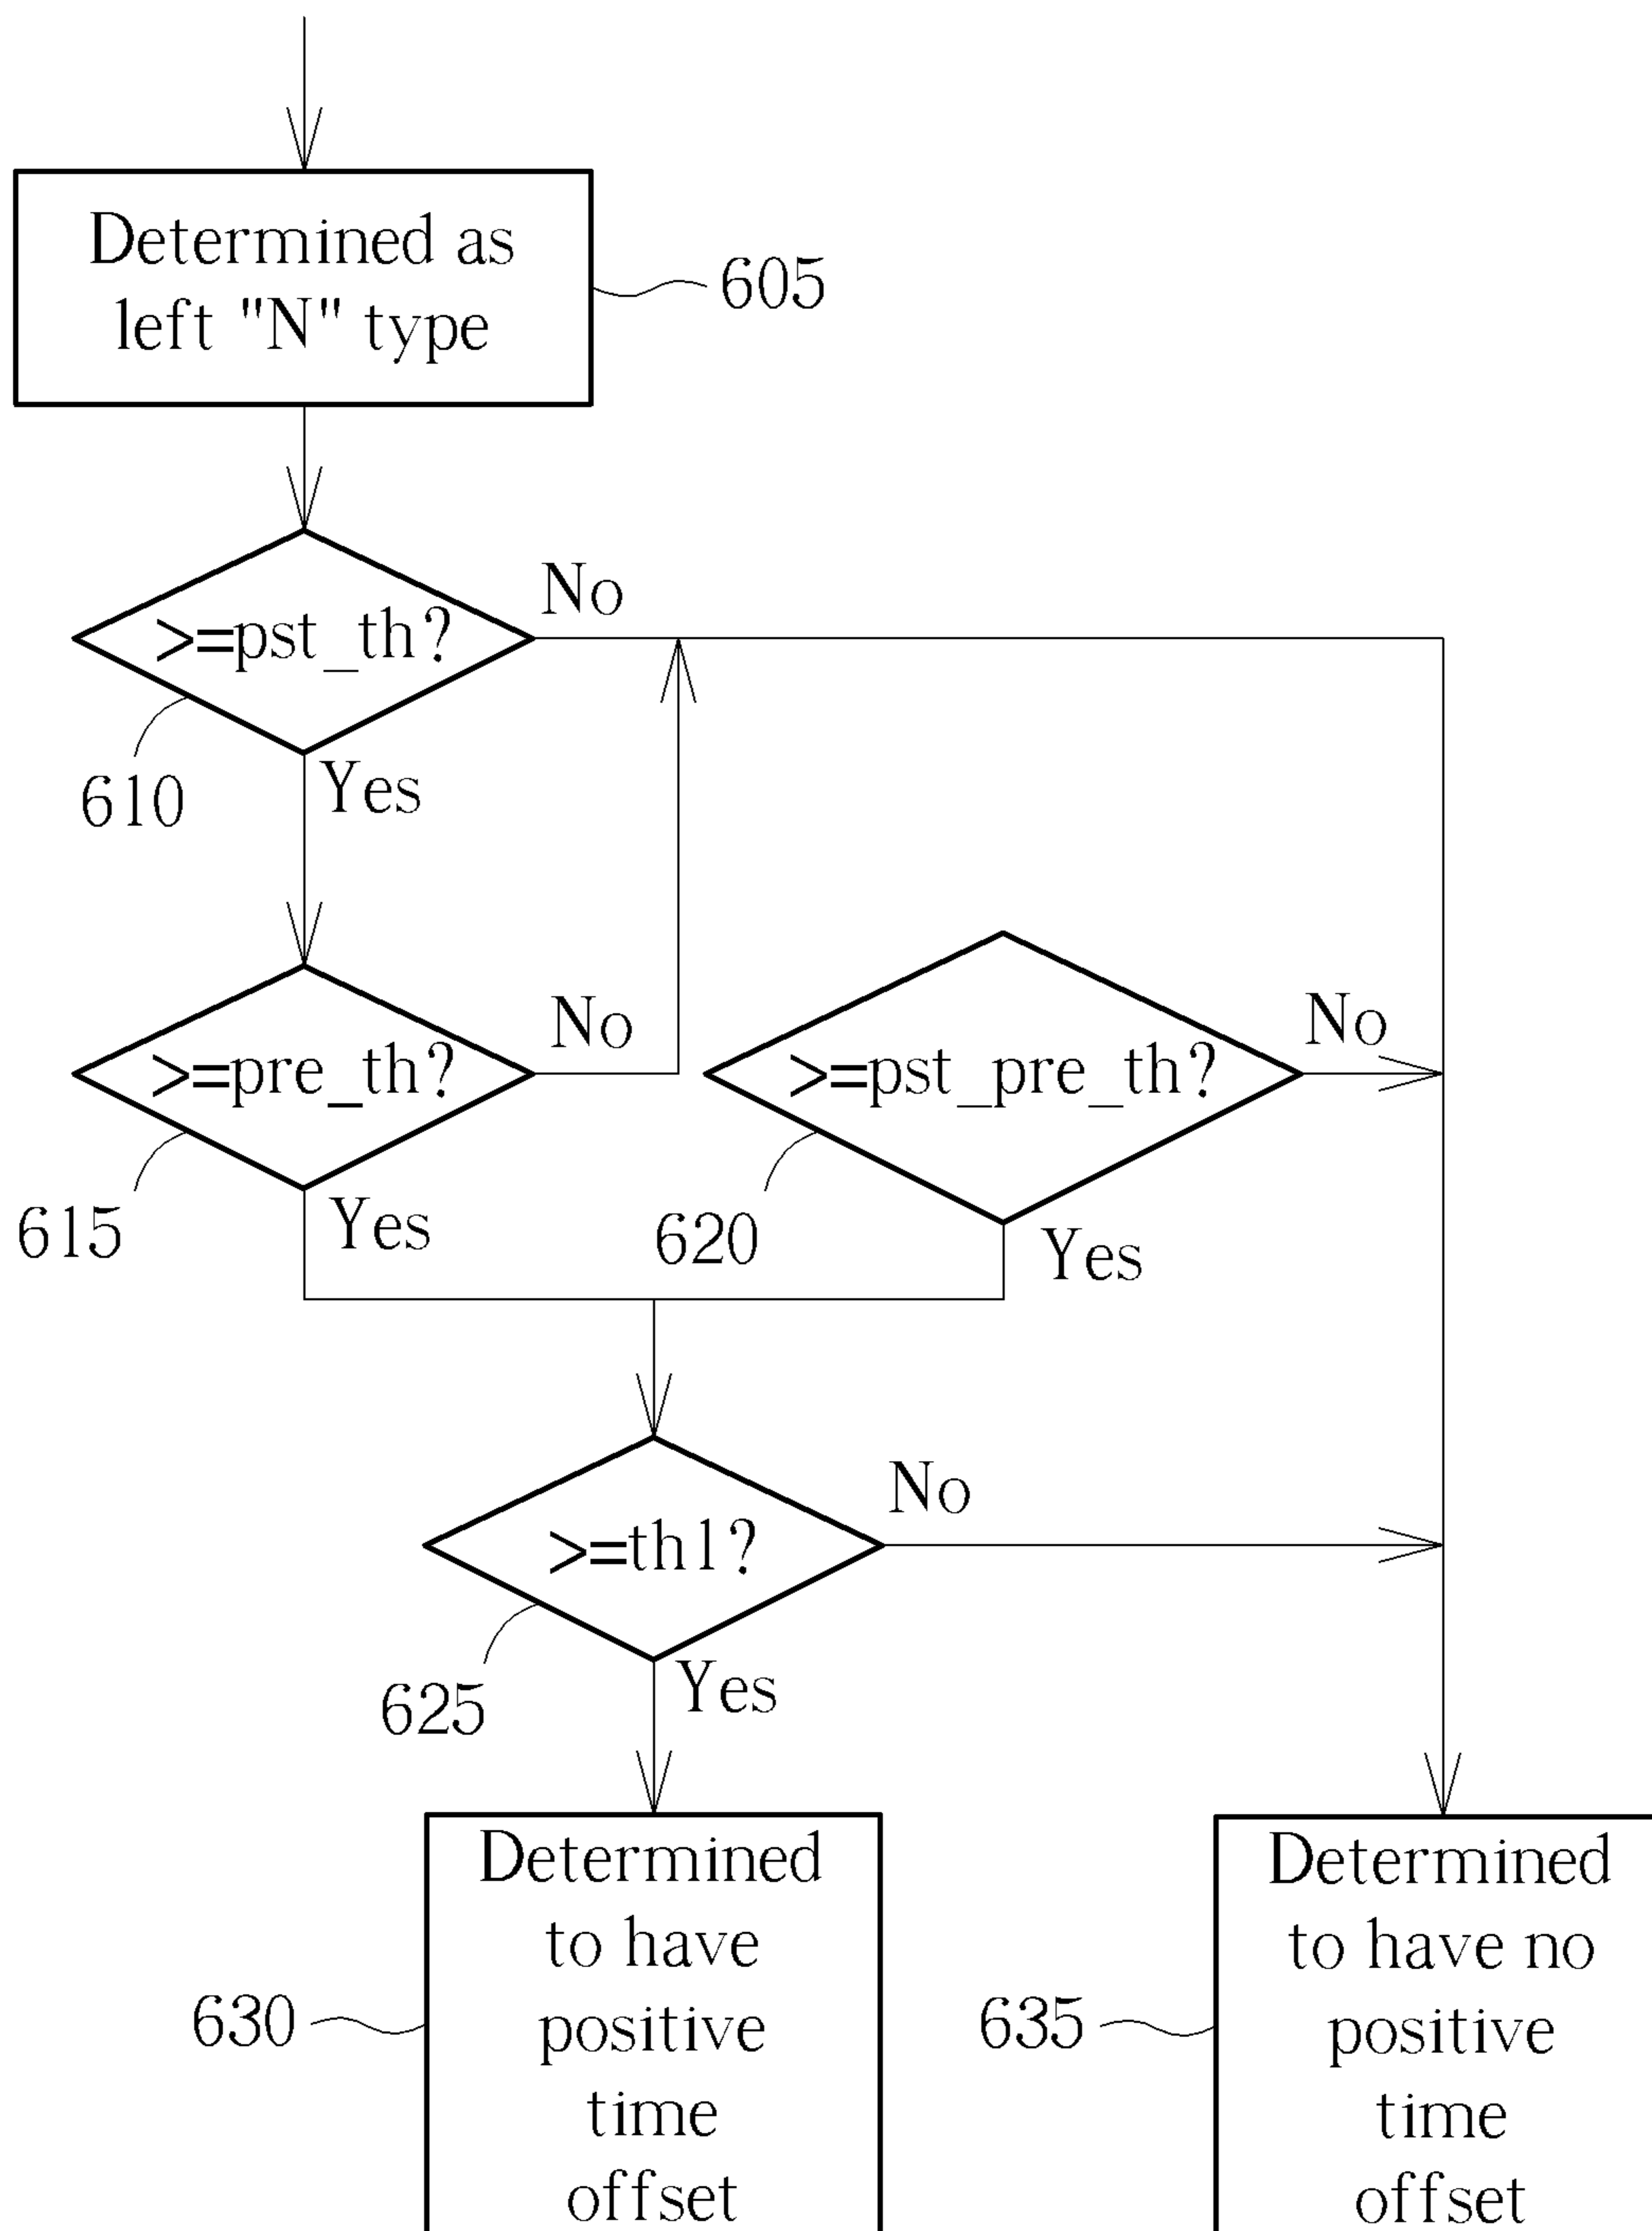 Determined as
left "N" type
605
>=pst_th?
No
610
Yes
>=pre_th?
No
615
Yes
>=pst_pre_th?
No
620
Yes
>=th1?
No
625
Yes
Determined
to have
positive
time
offset
630
Determined
to have no
positive
time
offset
635